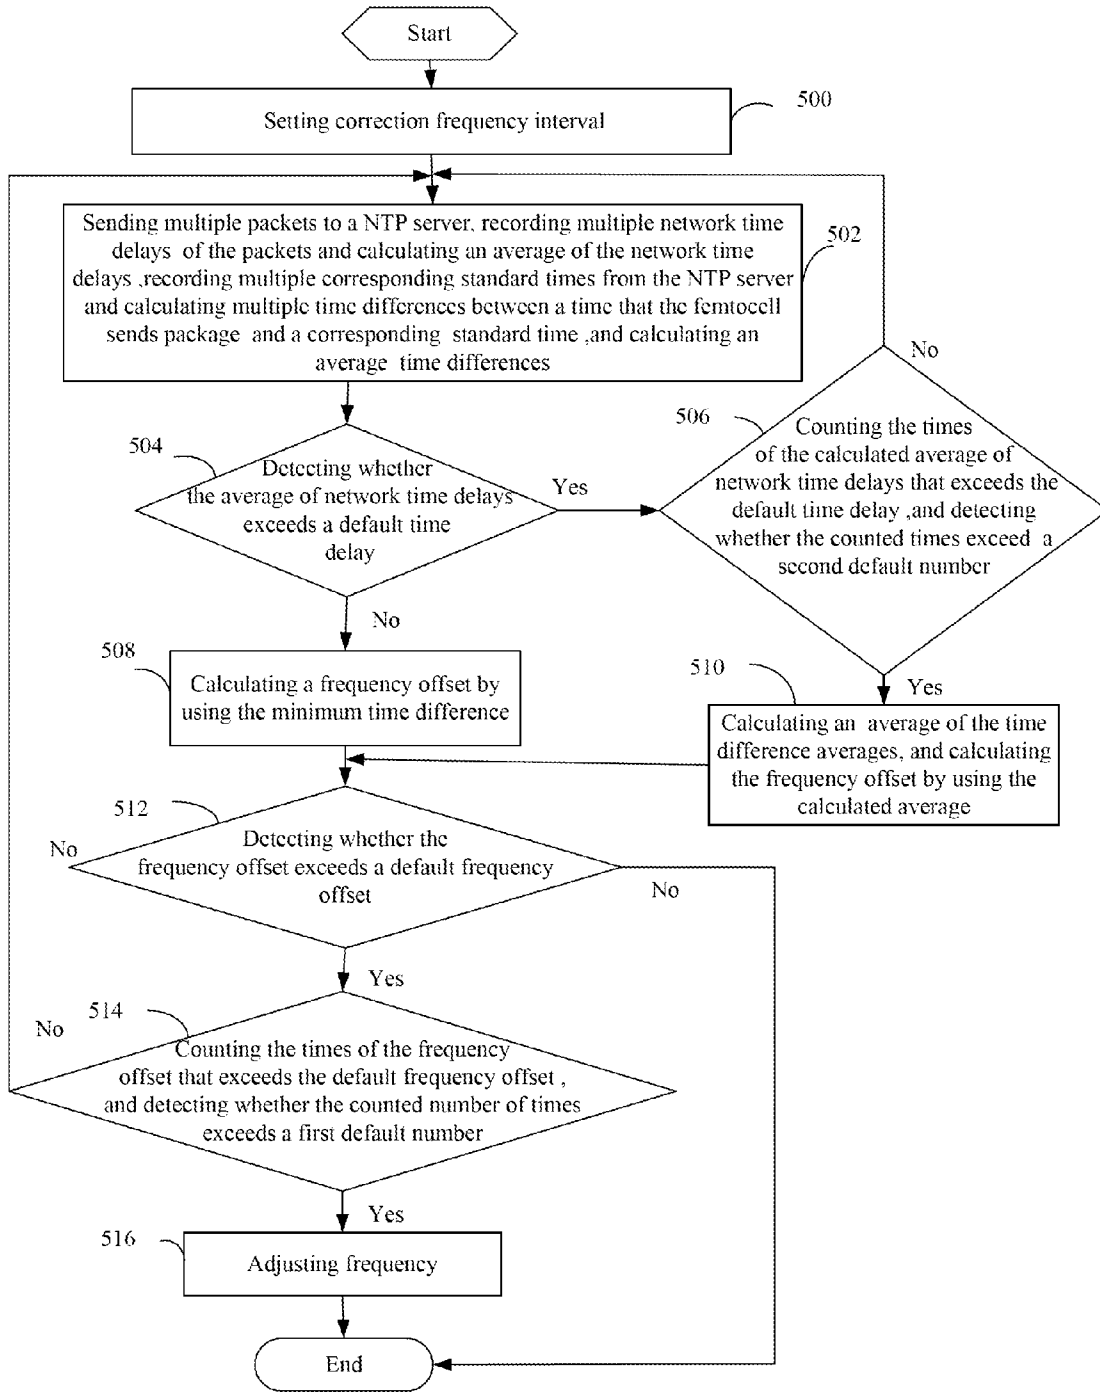 Start
500
Setting correction frequency interval
502
Sending multiple packets to a NTP server, recording multiple network time
delays of the packets and calculating an average of the network time
delays ,recording multiple corresponding standard times from the NTP server
and calculating multiple time differences between a time that the femtocell
sends package and a corresponding standard time ,and calculating an
average time differences
No
504
Detecting whether
the average of network time delays
exceeds a default time
delay
Yes
506
Counting the times
of the calculated average of
network time delays that exceeds the
default time delay ,and detecting
whether the counted times exceed a
second default number
No
Yes
508
Calculating a frequency offset by
using the minimum time difference
510
Calculating an average of the time
difference averages, and calculating
the frequency offset by using the
calculated average
512
No
Detecting whether the
frequency offset exceeds a default frequency
offset
No
Yes
514
No
Counting the times of the frequency
offset that exceeds the default frequency offset ,
and detecting whether the counted number of times
exceeds a first default number
Yes
516
Adjusting frequency
End